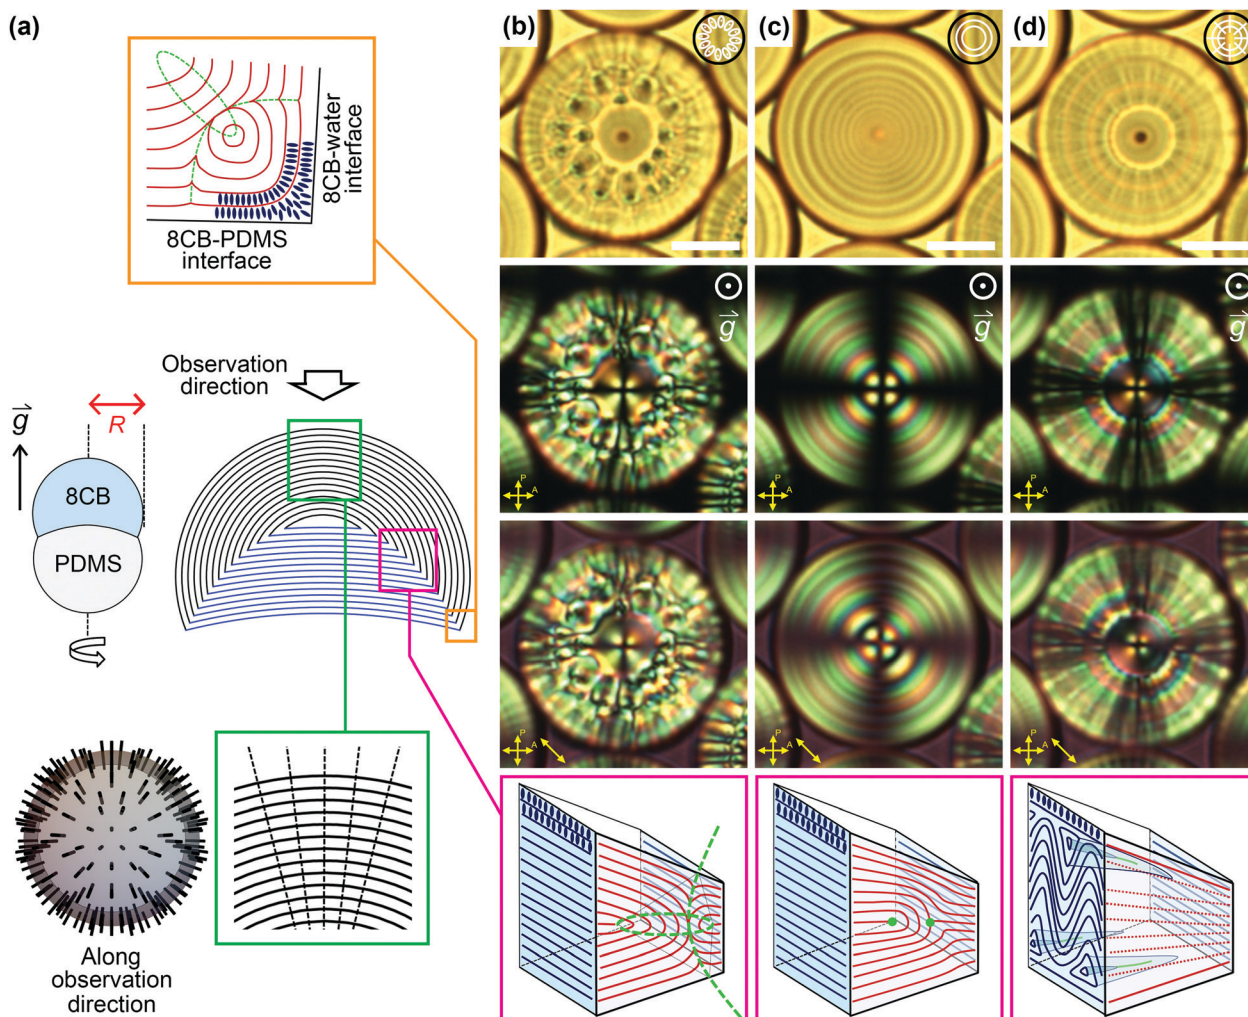 (a)
8CB-water
interface
8CB-PDMS
interface
Observation
direction
g
R
8CB
PDMS
Along
observation
direction
(b)
(c)
(d)
g
g
P
A
P
A
P
A
P
A
P
A
P
A